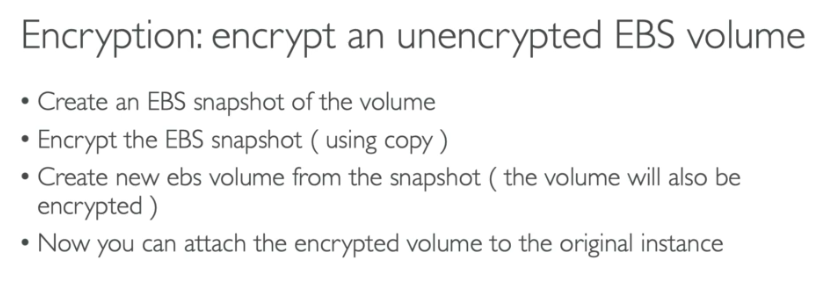 Encryption: encrypt an unencrypted EBS volume
• Create an EBS snapshot of the volume
• Encrypt the EBS snapshot ( using copy )
• Create new ebs volume from the snapshot ( the volume will also be
encrypted )
• Now you can attach the encrypted volume to the original instance